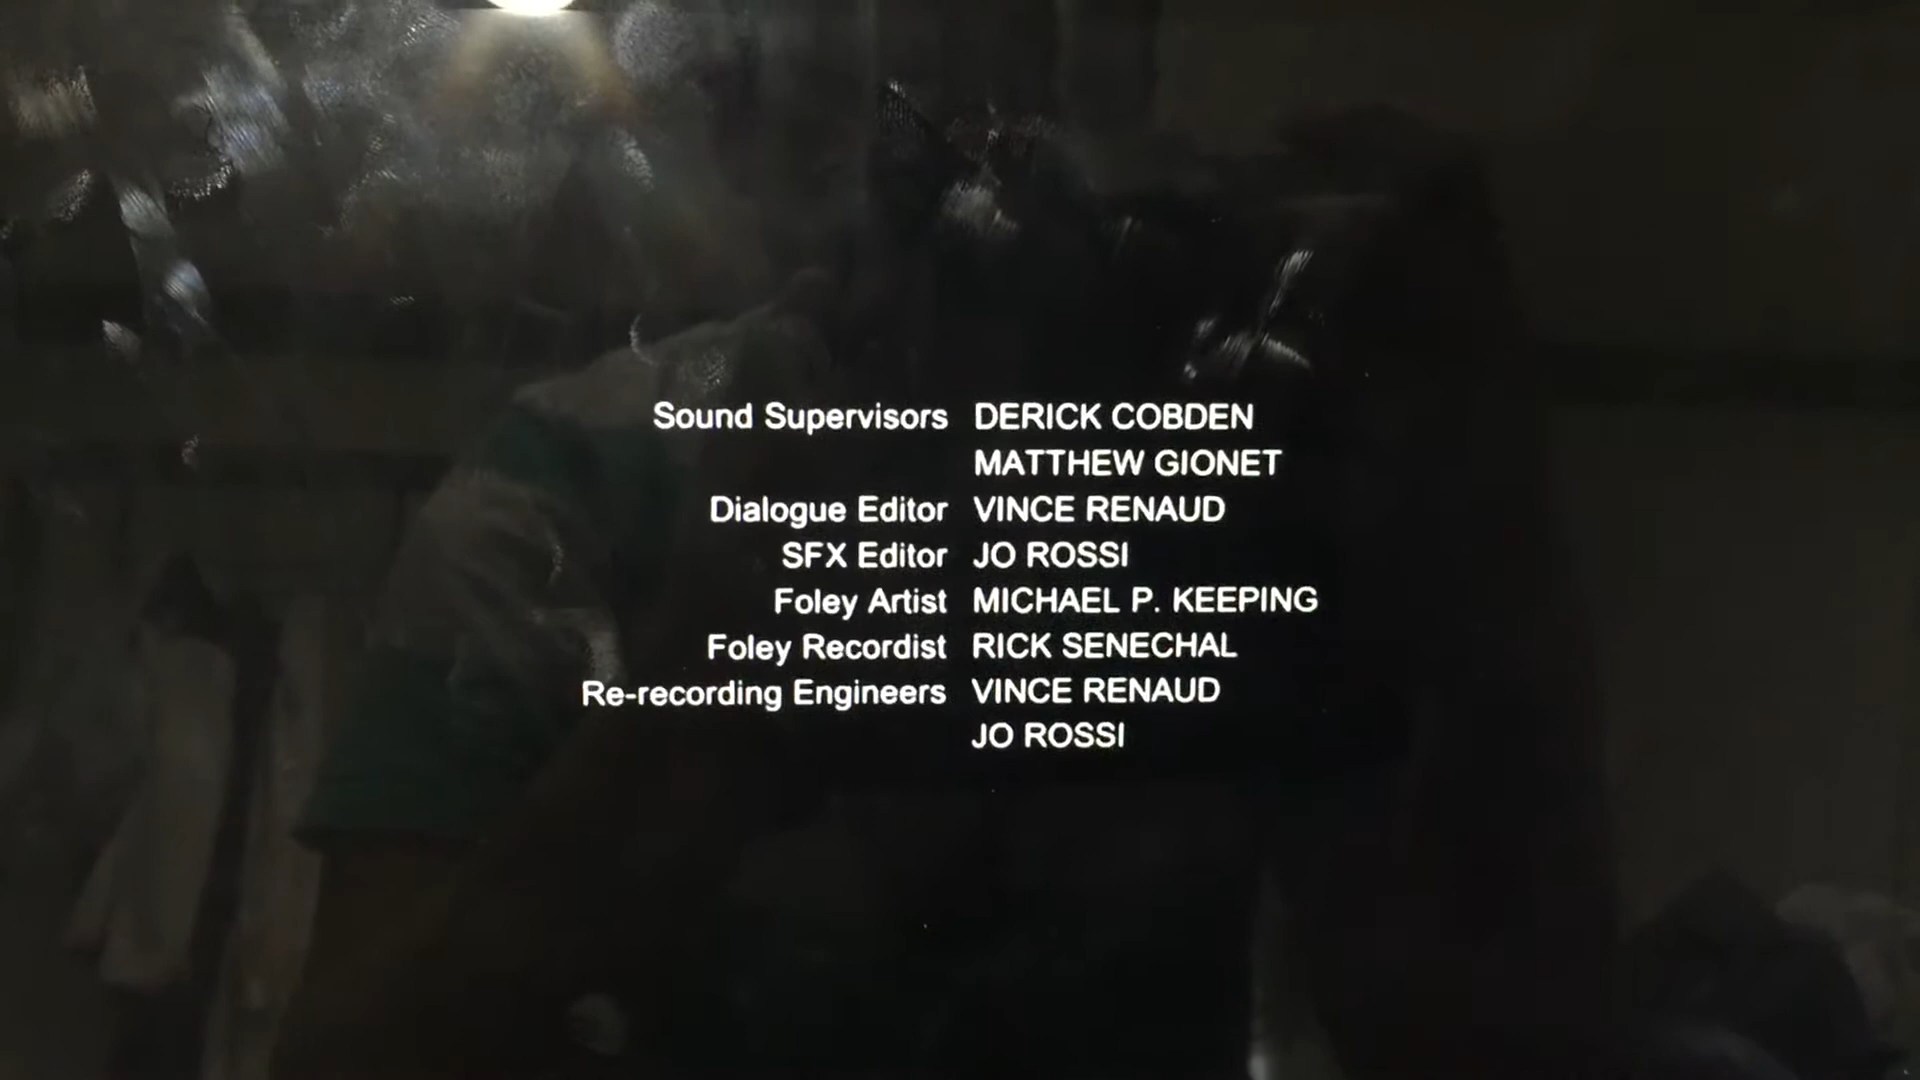 Sound Supervisors DERICK COBDEN
MATTHEW GIONET
Dialogue Editor VINCE RENAUD
SFX Editor JO ROSSI
Foley Artist MICHAEL P. KEEPING
Foley Recordist RICK SENECHAL
Re-recording Engineers VINCE RENAUD
JO ROSSI